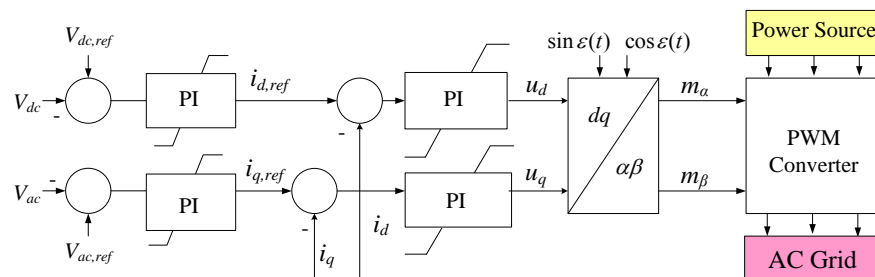 V_{dc,ref}
sin ε(t) cos ε(t)
Power Source
V_{dc}
-
PI
i_{d,ref}
-
PI
u_d
dq
αβ
m_α
PWM
Converter
V_{ac}
-
PI
i_{q,ref}
-
PI
u_q
m_β
V_{ac,ref}
i_q
i_d
AC Grid